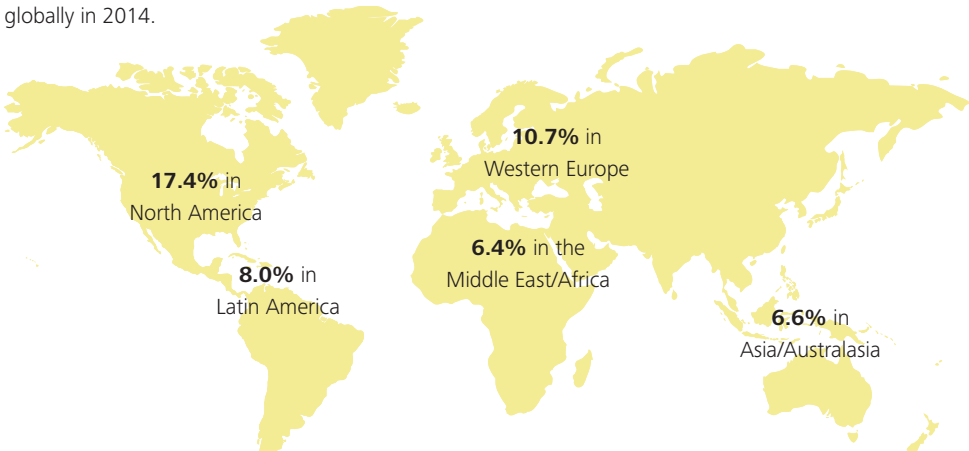 globally in 2014.
10.7% in
Western Europe
17.4% in
North America
6.4% in the
Middle East/Africa
8.0% in
Latin America
6.6% in
Asia/Australasia